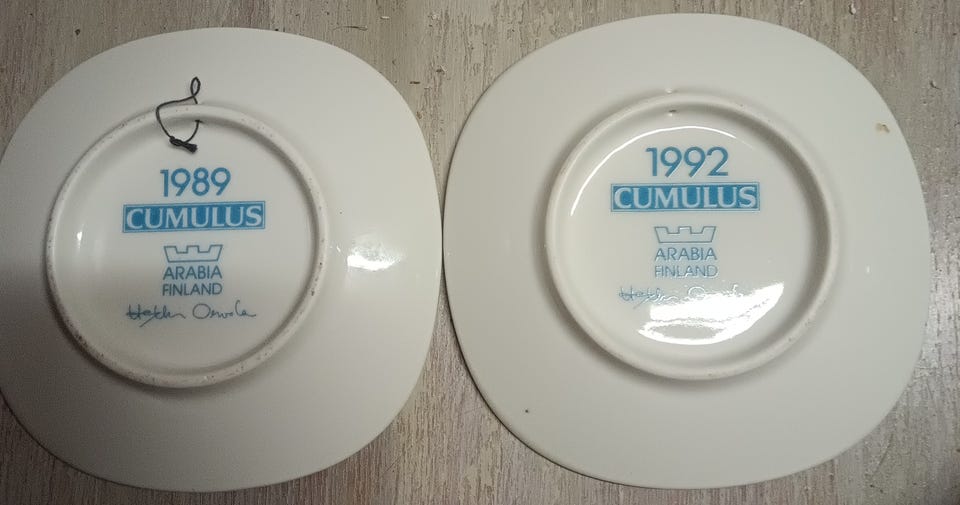 1989
CUMULUS
ARABIA
FINLAND
1992
CUMULUS
ARABIA
FINLAND